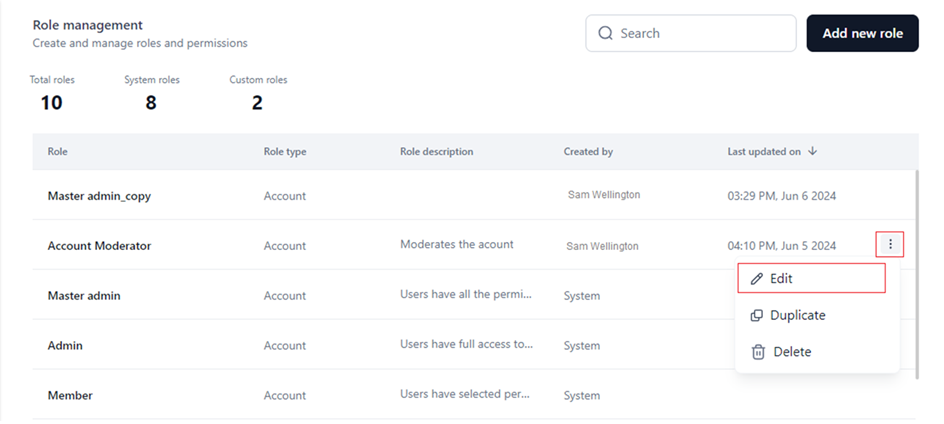 Role management
Create and manage roles and permissions
Search
Add new role
Total roles
System roles
Custom roles
10
8
2
Role Role type Role description Created by Last updated on
Master admin_copy Account Sam Wellington 03:29 PM, Jun 6 2024
Account Moderator Account Moderates the acount Sam Wellington 04:10 PM, Jun 5 2024
Edit
Master admin Account Users have all the permi... System
Duplicate
Admin Account Users have full access to... System
Delete
Member Account Users have selected per... System